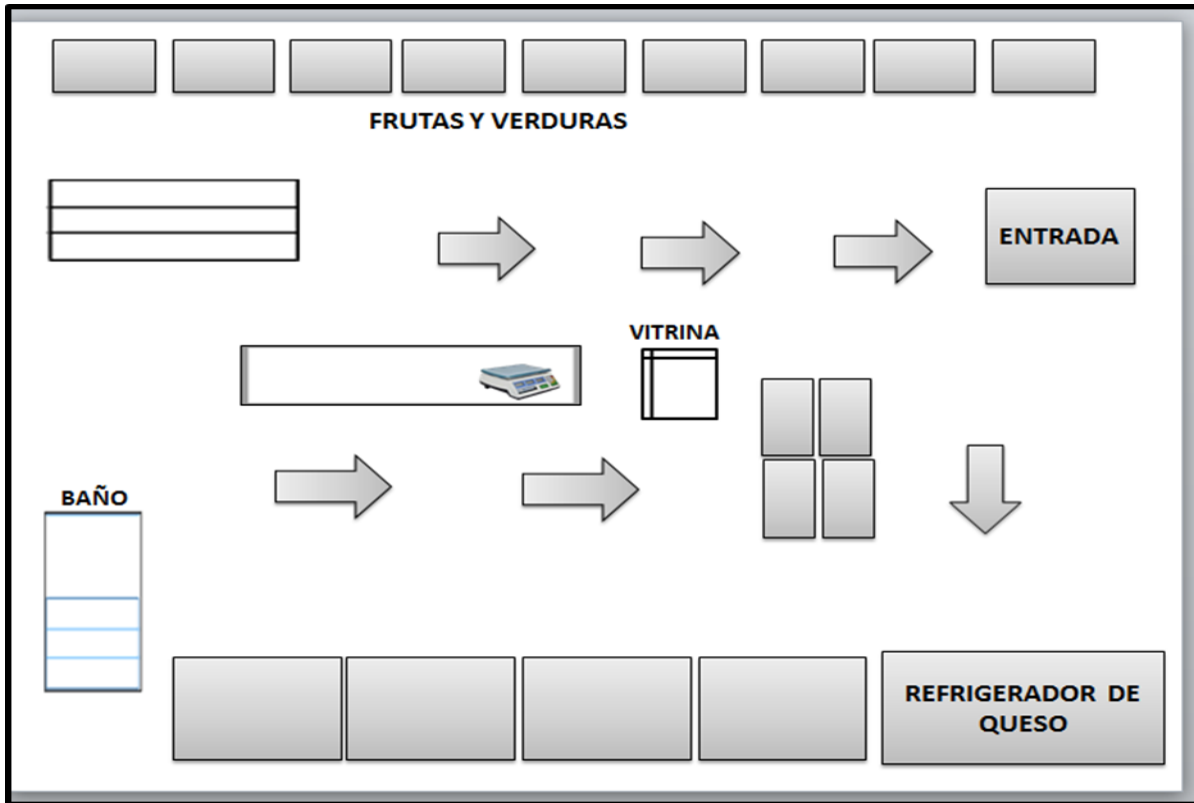 FRUTAS Y VERDURAS
ENTRADA
VITRINA
BAÑO
REFRIGERADOR DE
QUESO